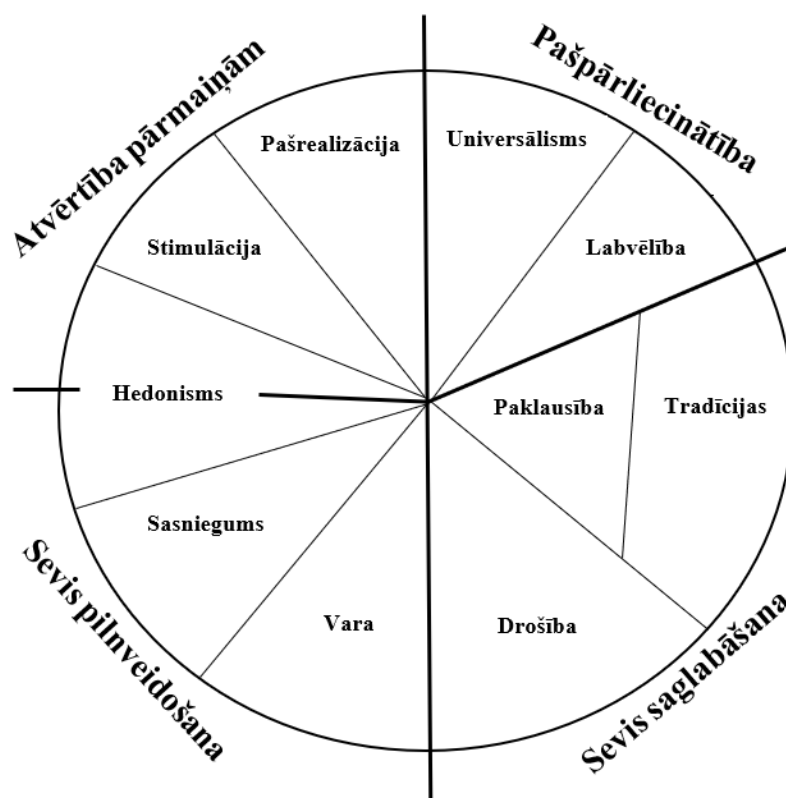 Atvērtība pārmaiņām
Pašpārliecinātība
Pašrealizācija
Universālisms
Stimulācija
Labvēlība
Hedonisms
Paklausība
Tradīcijas
Sasniegums
Vara
Drošība
Sevis pilnveidošana
Sevis saglabāšana